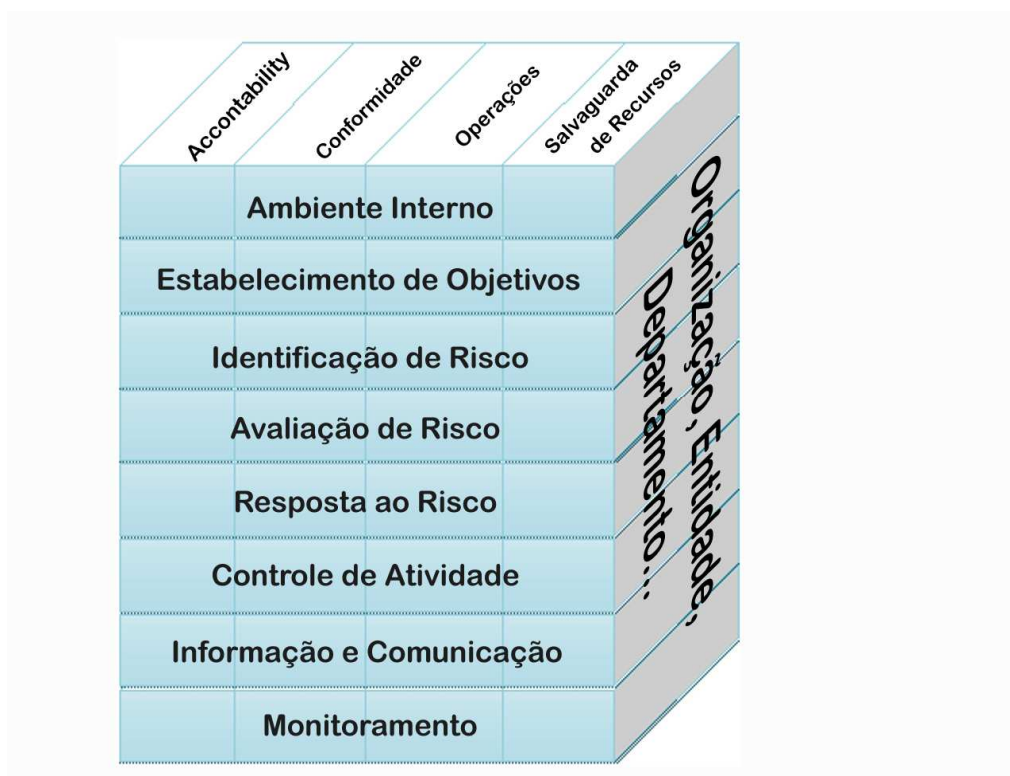 Accontability
Conformidade
Operações
Salvaguarda
de Recursos
Ambiente Interno
Estabelecimento de Objetivos
Identificação de Risco
Avaliação de Risco
Resposta ao Risco
Controle de Atividade
Informação e Comunicação
Monitoramento
Organização, Entidade,
Departamento...